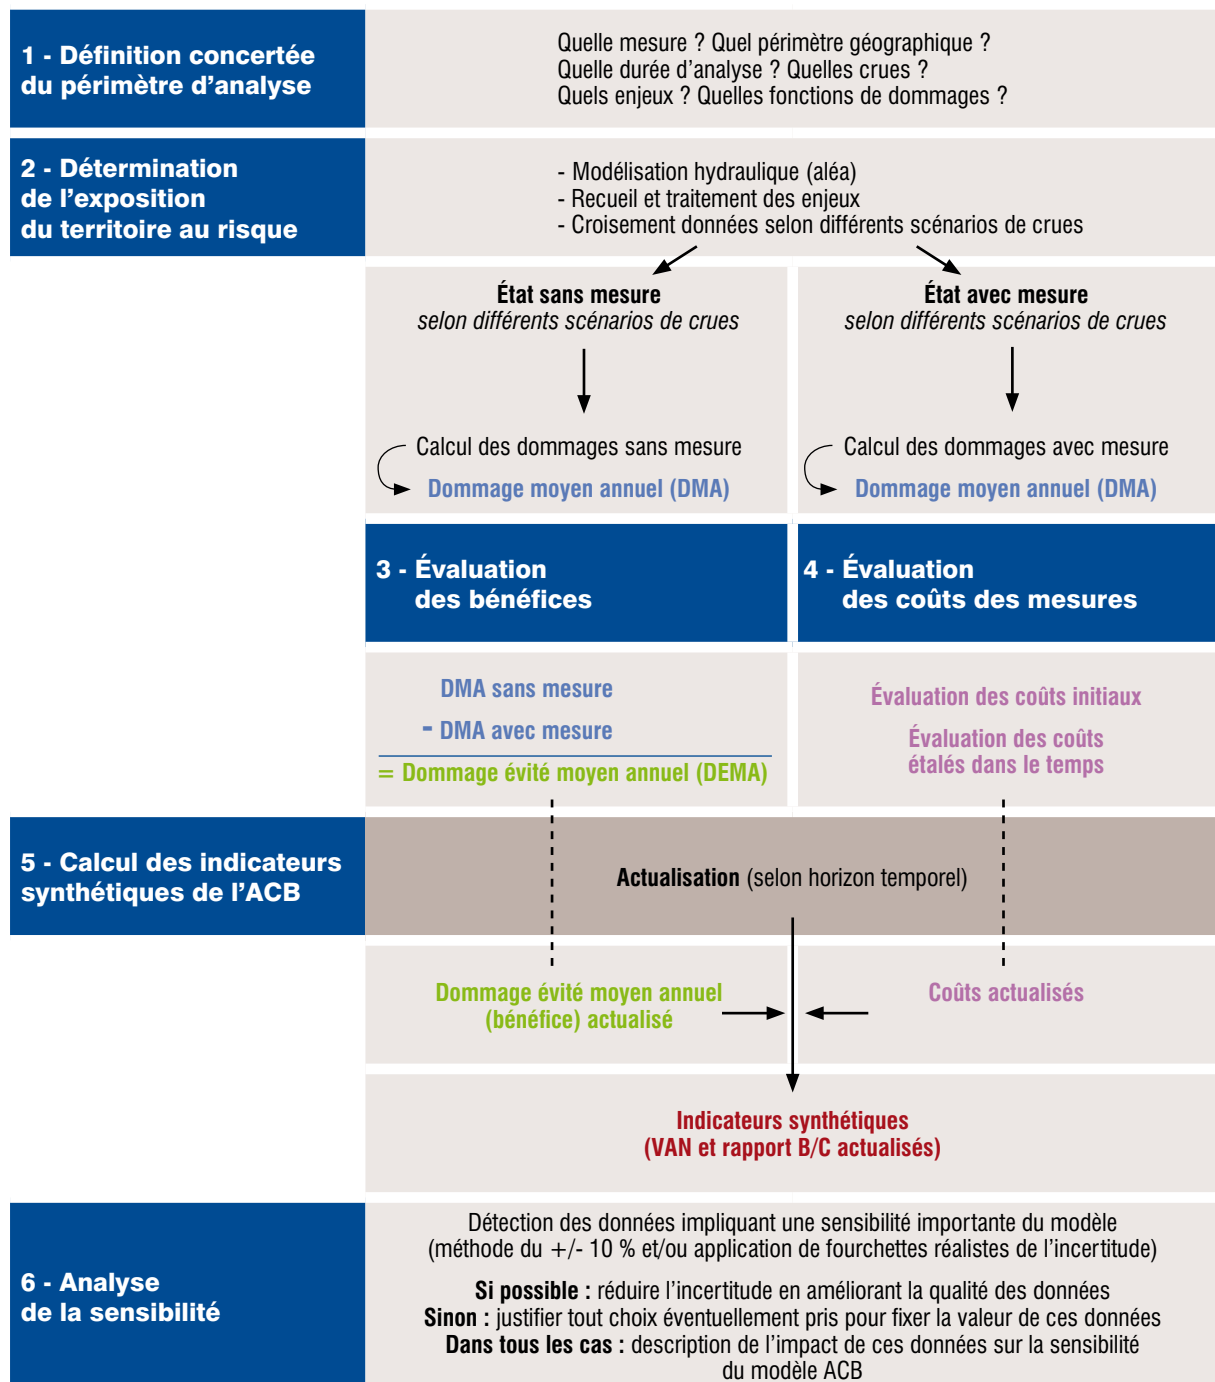 1 - Définition concertée
du périmètre d'analyse
Quelle mesure ? Quel périmètre géographique ?
Quelle durée d'analyse ? Quelles crues ?
Quels enjeux ? Quelles fonctions de dommages ?
2 - Détermination
de l'exposition
du territoire au risque
- Modélisation hydraulique (aléa)
- Recueil et traitement des enjeux
- Croisement données selon différents scénarios de crues
État sans mesure
selon différents scénarios de crues
Calcul des dommages sans mesure
Dommage moyen annuel (DMA)
État avec mesure
selon différents scénarios de crues
Calcul des dommages avec mesure
Dommage moyen annuel (DMA)
3 - Évaluation
des bénéfices
4 - Évaluation
des coûts des mesures
DMA sans mesure
- DMA avec mesure
= Dommage évité moyen annuel (DEMA)
Évaluation des coûts initiaux
Évaluation des coûts
étalés dans le temps
5 - Calcul des indicateurs
synthétiques de l'ACB
Actualisation (selon horizon temporel)
Dommage évité moyen annuel
(bénéfice) actualisé
Coûts actualisés
Indicateurs synthétiques
(VAN et rapport B/C actualisés)
6 - Analyse
de la sensibilité
Détection des données impliquant une sensibilité importante du modèle
(méthode du +/- 10 % et/ou application de fourchettes réalistes de l'incertitude)
Si possible : réduire l'incertitude en améliorant la qualité des données
Sinon : justifier tout choix éventuellement pris pour fixer la valeur de ces données
Dans tous les cas : description de l'impact de ces données sur la sensibilité
du modèle ACB